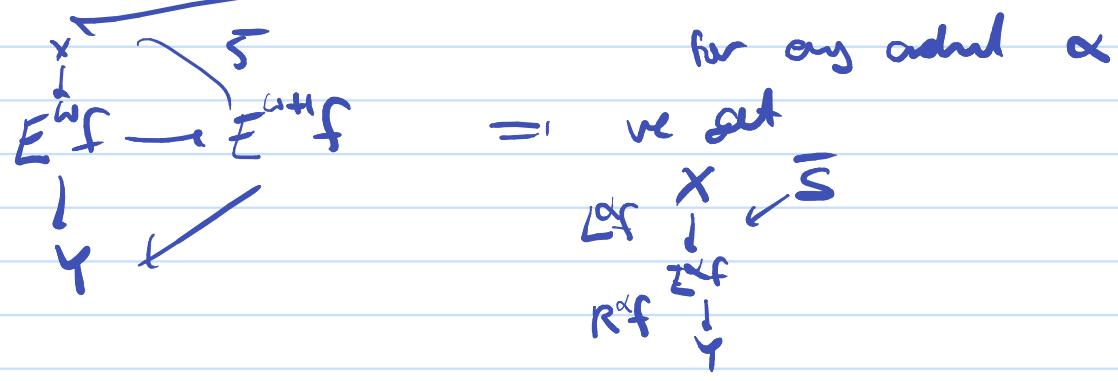 X S̅ for any ordinal α
E^ω f → E^{ω+1} f ⇒ we get
X S̅
L^α f
Y E^α f
R^α f
Y